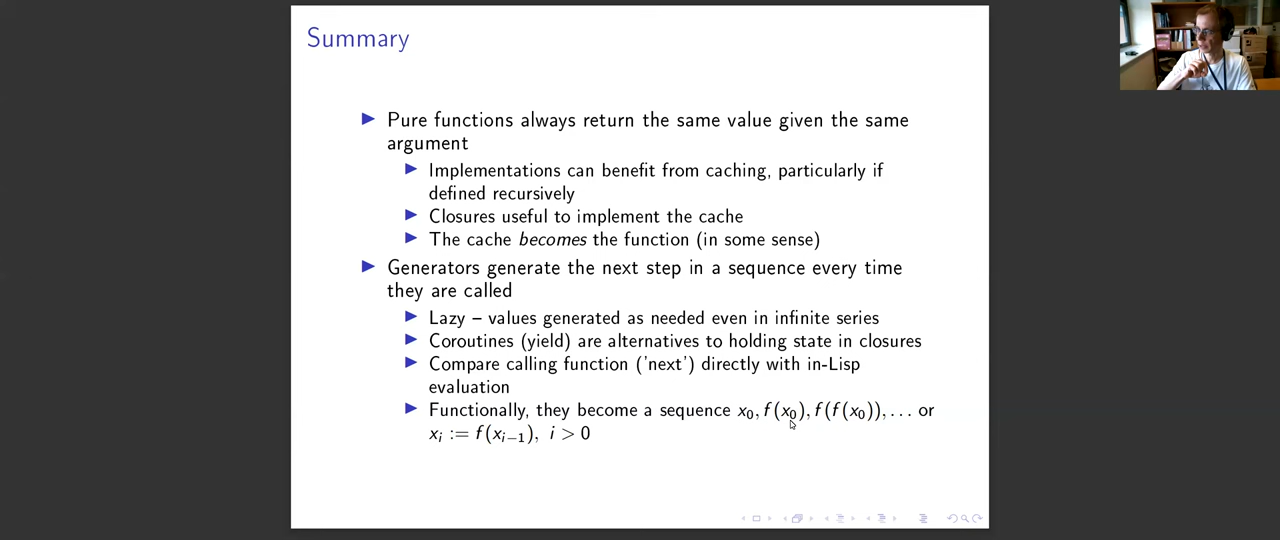 Summary
Pure functions always return the same value given the same
argument
Implementations can benefit from caching, particularly if
defined recursively
Closures useful to implement the cache
The cache becomes the function (in some sense)
Generators generate the next step in a sequence every time
they are called
Lazy – values generated as needed even in infinite series
Coroutines (yield) are alternatives to holding state in closures
Compare calling function ('next') directly with in-Lisp
evaluation
Functionally, they become a sequence x₀, f(x₀), f(f(x₀)), … or
xᵢ := f(xᵢ₋₁), i > 0